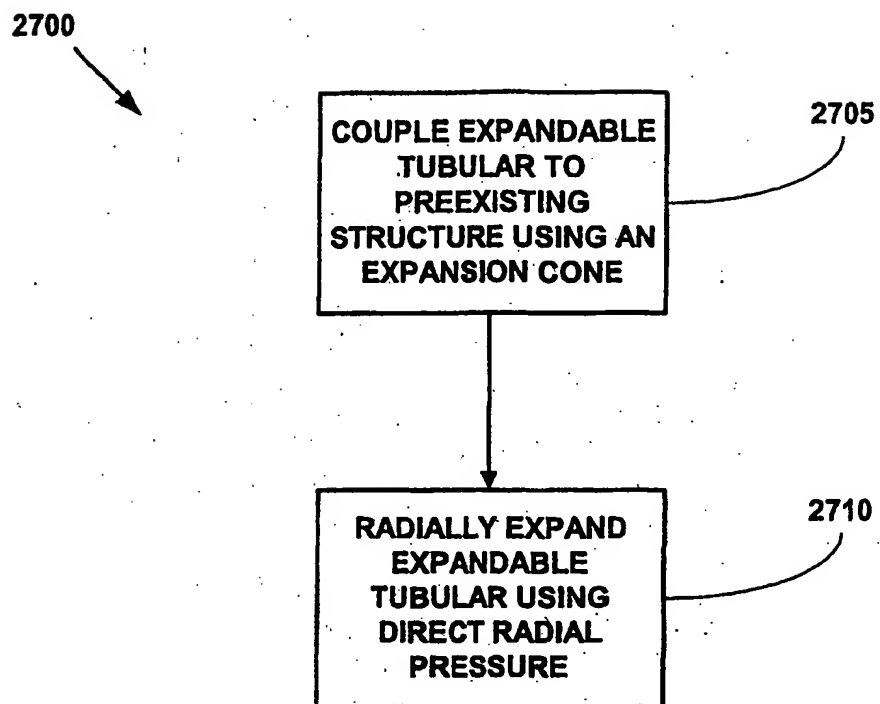 2700
COUPLE EXPANDABLE
TUBULAR TO
PREEXISTING
STRUCTURE USING AN
EXPANSION CONE
2705
RADIALLY EXPAND
EXPANDABLE
TUBULAR USING
DIRECT RADIAL
PRESSURE
2710